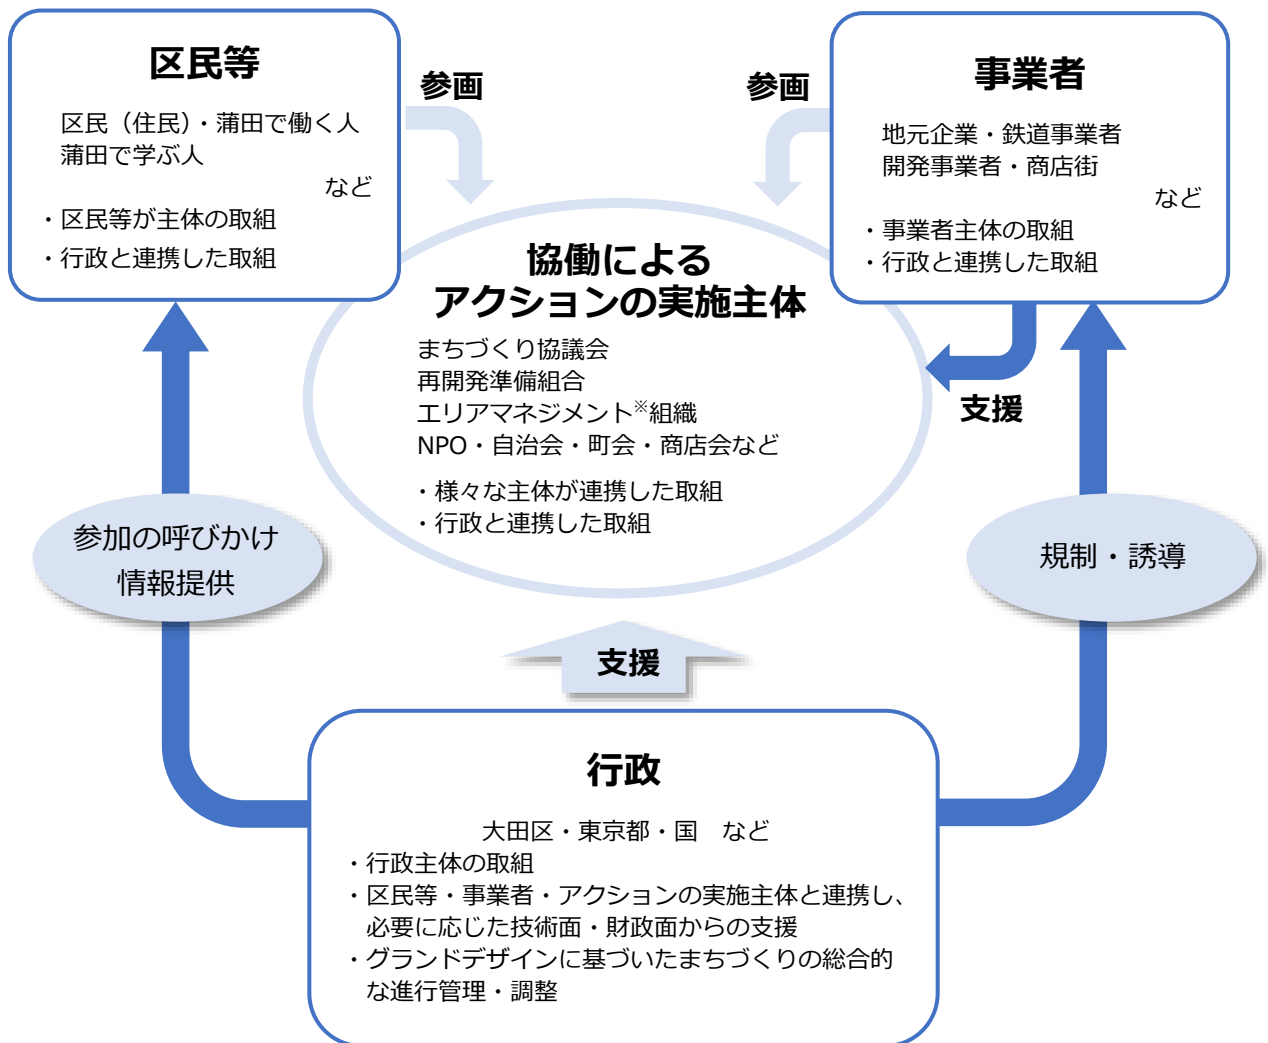 区民等
区民（住民）・蒲田で働く人
蒲田で学ぶ人
など
・区民等が主体の取組
・行政と連携した取組
参画
参画
事業者
地元企業・鉄道事業者
開発事業者・商店街
など
・事業者主体の取組
・行政と連携した取組
協働による
アクションの実施主体
まちづくり協議会
再開発準備組合
エリアマネジメント※組織
NPO・自治会・町会・商店会など
・様々な主体が連携した取組
・行政と連携した取組
支援
参加の呼びかけ
情報提供
規制・誘導
支援
行政
大田区・東京都・国　など
・行政主体の取組
・区民等・事業者・アクションの実施主体と連携し、
必要に応じた技術面・財政面からの支援
・グランドデザインに基づいたまちづくりの総合的
な進行管理・調整